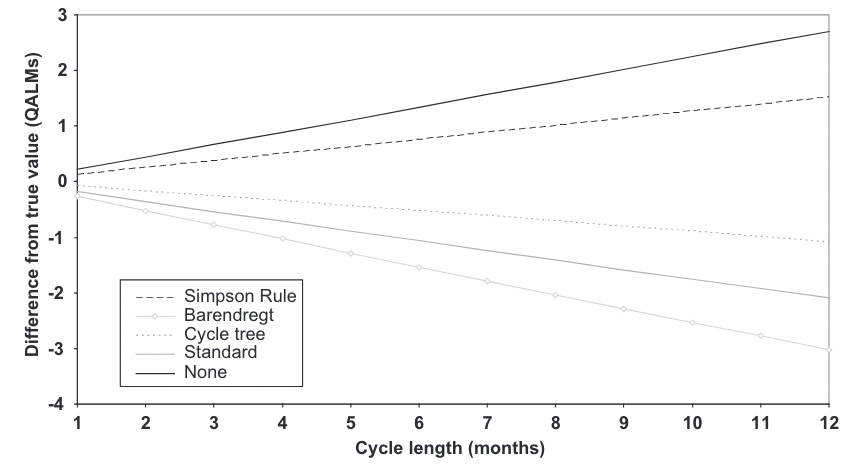 3
2
1
0
-1
-2
-3
-4
Difference from true value (QALMs)
Simpson Rule
Barendregt
Cycle tree
Standard
None
1 2 3 4 5 6 7 8 9 10 11 12
Cycle length (months)